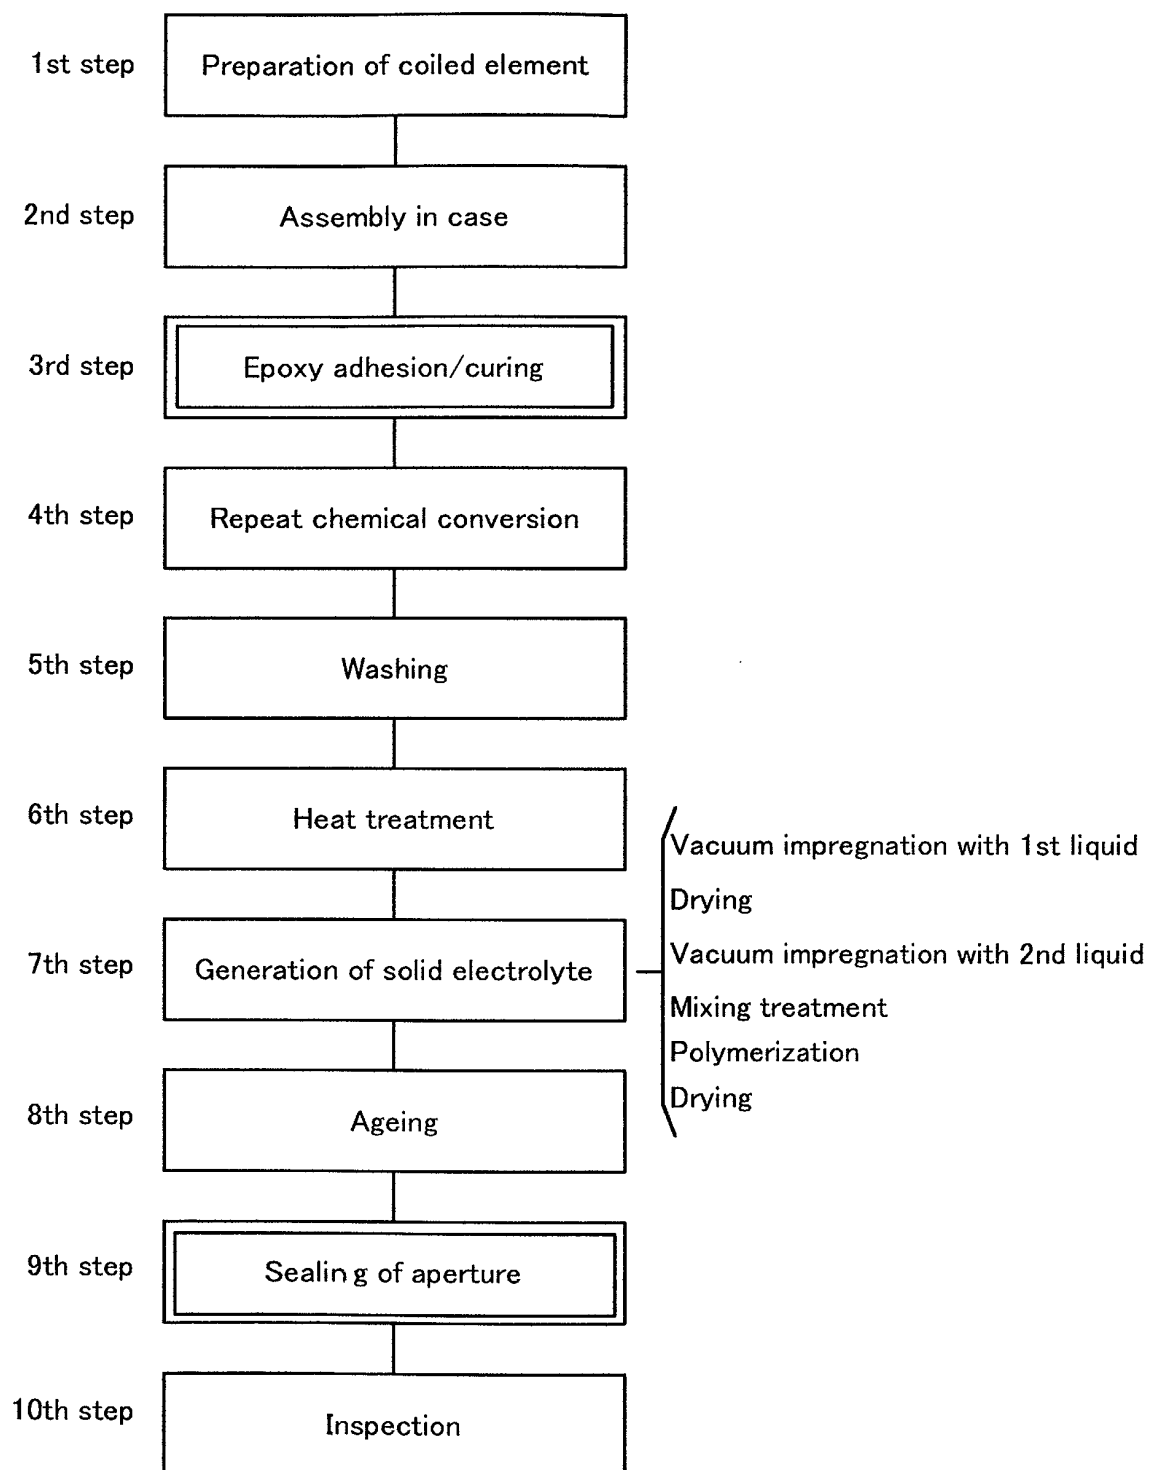 1st step
Preparation of coiled element
2nd step
Assembly in case
3rd step
Epoxy adhesion/curing
4th step
Repeat chemical conversion
5th step
Washing
6th step
Heat treatment
7th step
Generation of solid electrolyte
Vacuum impregnation with 1st liquid
Drying
Vacuum impregnation with 2nd liquid
Mixing treatment
Polymerization
Drying
8th step
Ageing
9th step
Sealing of aperture
10th step
Inspection